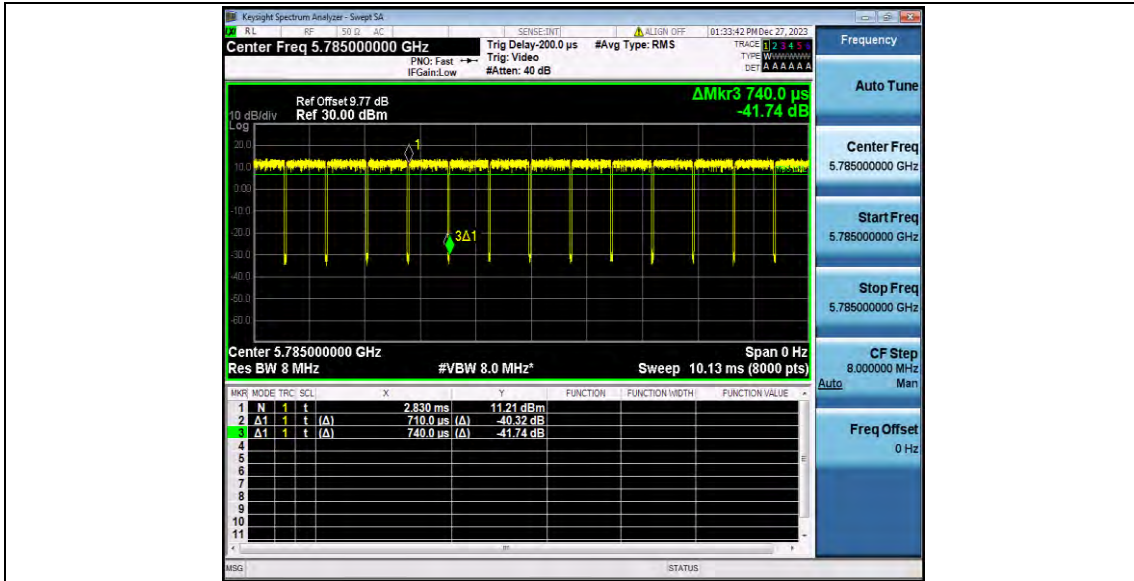 Keysight Spectrum Analyzer - Swept SA
RL RF 50 Ω AC SENSE:INT ALIGN OFF 01:33:42 PM Dec 27, 2023
Center Freq 5.785000000 GHz
Trig Delay-200.0 µs #Avg Type: RMS
TRACE 1 2 3 4 5 6
PNO: Fast Trig: Video
TYPE W
IFGain:Low #Atten: 40 dB
DET A A A A A A
Frequency
Auto Tune
ΔMkr3 740.0 µs
-41.74 dB
Ref Offset 9.77 dB
10 dB/div Ref 30.00 dBm
Log
20.0
10.0
0.00
-10.0
-20.0
-30.0
-40.0
-50.0
-60.0
1
3Δ1
Center 5.785000000 GHz Span 0 Hz
Res BW 8 MHz #VBW 8.0 MHz* Sweep 10.13 ms (8000 pts)
MKR MODE TRC SCL X Y FUNCTION FUNCTION WIDTH FUNCTION VALUE
1 N 1 t 2.830 ms 11.21 dBm
2 Δ1 1 t (Δ) 710.0 µs (Δ) -40.32 dB
3 Δ1 1 t (Δ) 740.0 µs (Δ) -41.74 dB
4
5
6
7
8
9
10
11
MSG STATUS
Center Freq
5.785000000 GHz
Start Freq
5.785000000 GHz
Stop Freq
5.785000000 GHz
CF Step
8.000000 MHz
Auto Man
Freq Offset
0 Hz